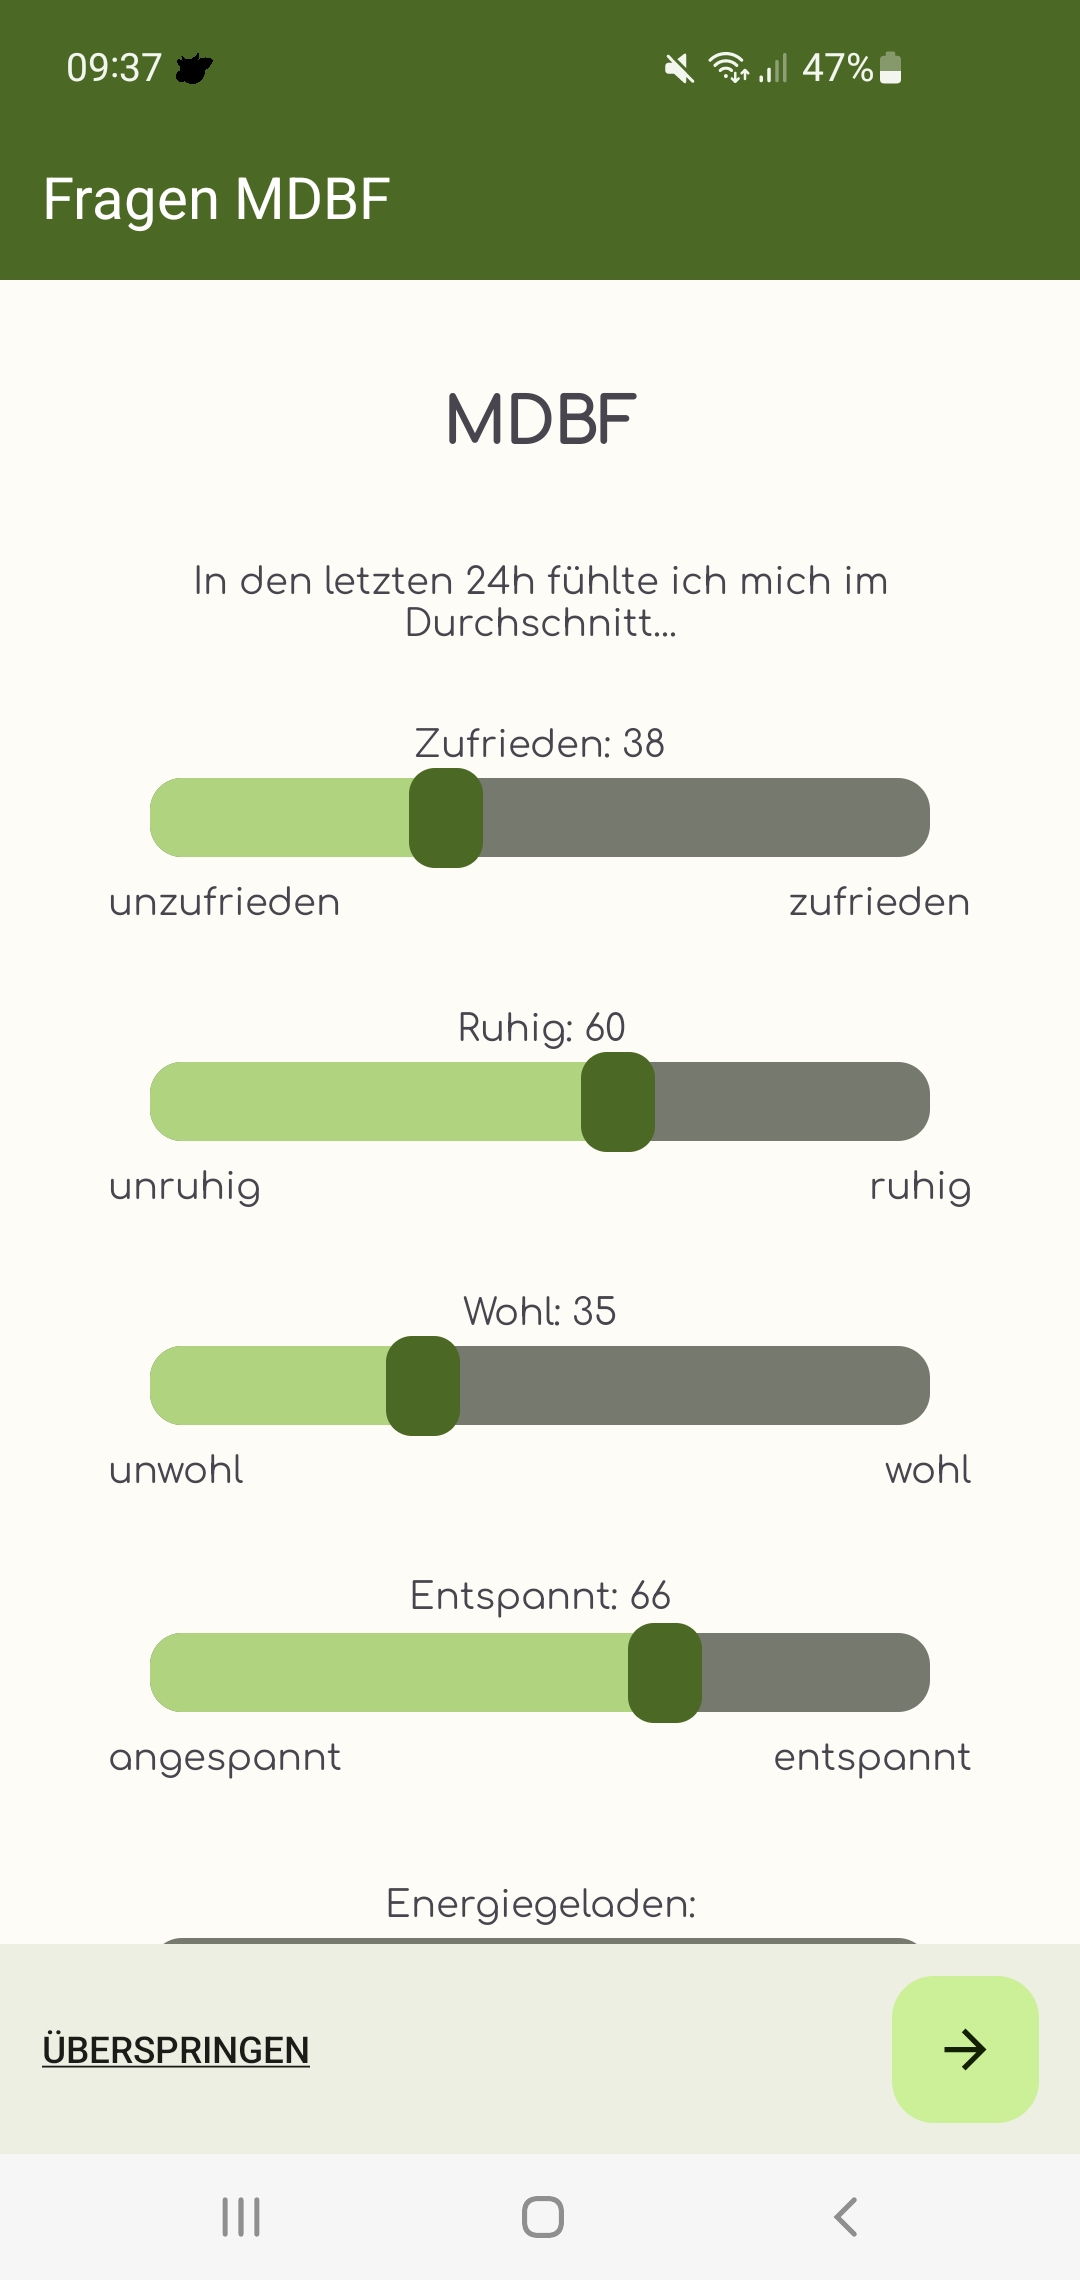 09:37 47%
Fragen MDBF
MDBF
In den letzten 24h fühlte ich mich im
Durchschnitt...
Zufrieden: 38
unzufrieden zufrieden
Ruhig: 60
unruhig ruhig
Wohl: 35
unwohl wohl
Entspannt: 66
angespannt entspannt
Energiegeladen:
ÜBERSPRINGEN